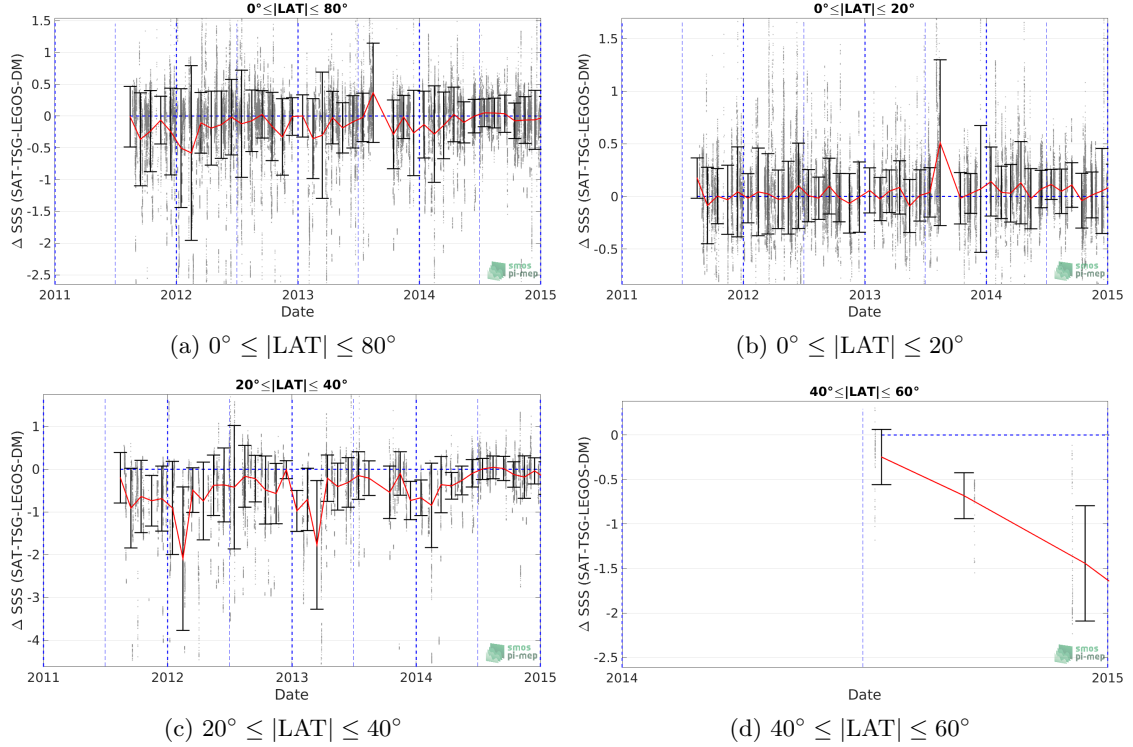 0°≤|LAT|≤ 80°
1.5
1
0.5
0
-0.5
-1
-1.5
-2
-2.5
Δ SSS (SAT-TSG-LEGOS-DM)
2011 2012 2013 2014 2015
Date
smos
pi-mep
(a) 0° ≤ |LAT| ≤ 80°
0°≤|LAT|≤ 20°
1.5
1
0.5
0
-0.5
Δ SSS (SAT-TSG-LEGOS-DM)
2011 2012 2013 2014 2015
Date
smos
pi-mep
(b) 0° ≤ |LAT| ≤ 20°
20°≤|LAT|≤ 40°
1
0
-1
-2
-3
-4
Δ SSS (SAT-TSG-LEGOS-DM)
2011 2012 2013 2014 2015
Date
smos
pi-mep
(c) 20° ≤ |LAT| ≤ 40°
40°≤|LAT|≤ 60°
0
-0.5
-1
-1.5
-2
-2.5
Δ SSS (SAT-TSG-LEGOS-DM)
2014 2015
Date
smos
pi-mep
(d) 40° ≤ |LAT| ≤ 60°